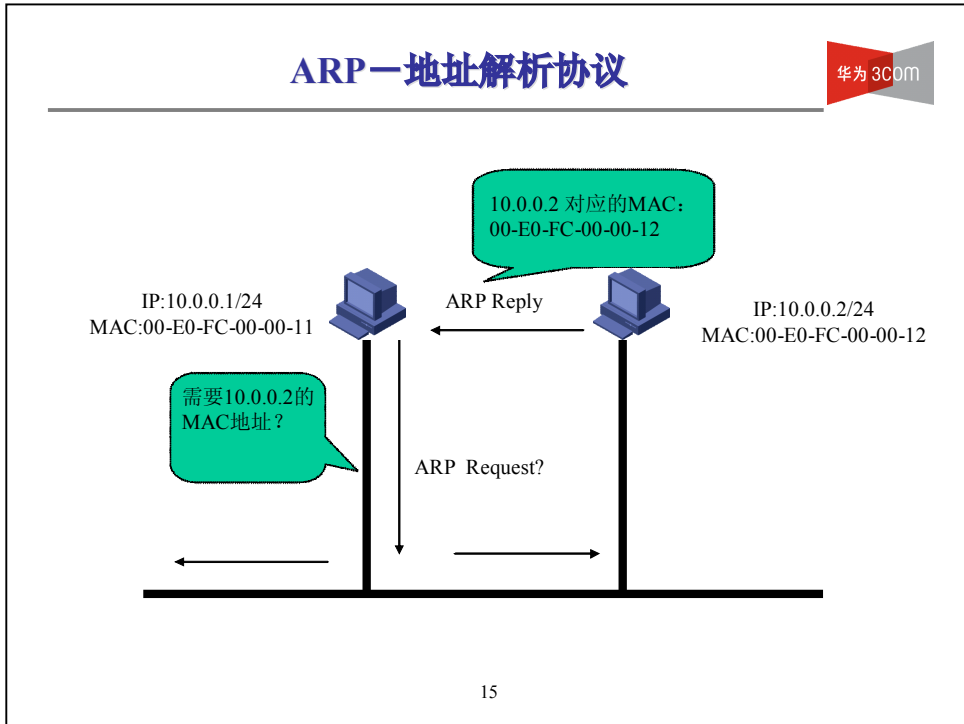 ARP－地址解析协议
华为 3COM
10.0.0.2 对应的MAC：
00-E0-FC-00-00-12
IP:10.0.0.1/24
MAC:00-E0-FC-00-00-11
ARP Reply
IP:10.0.0.2/24
MAC:00-E0-FC-00-00-12
需要10.0.0.2的
MAC地址？
ARP Request?
15